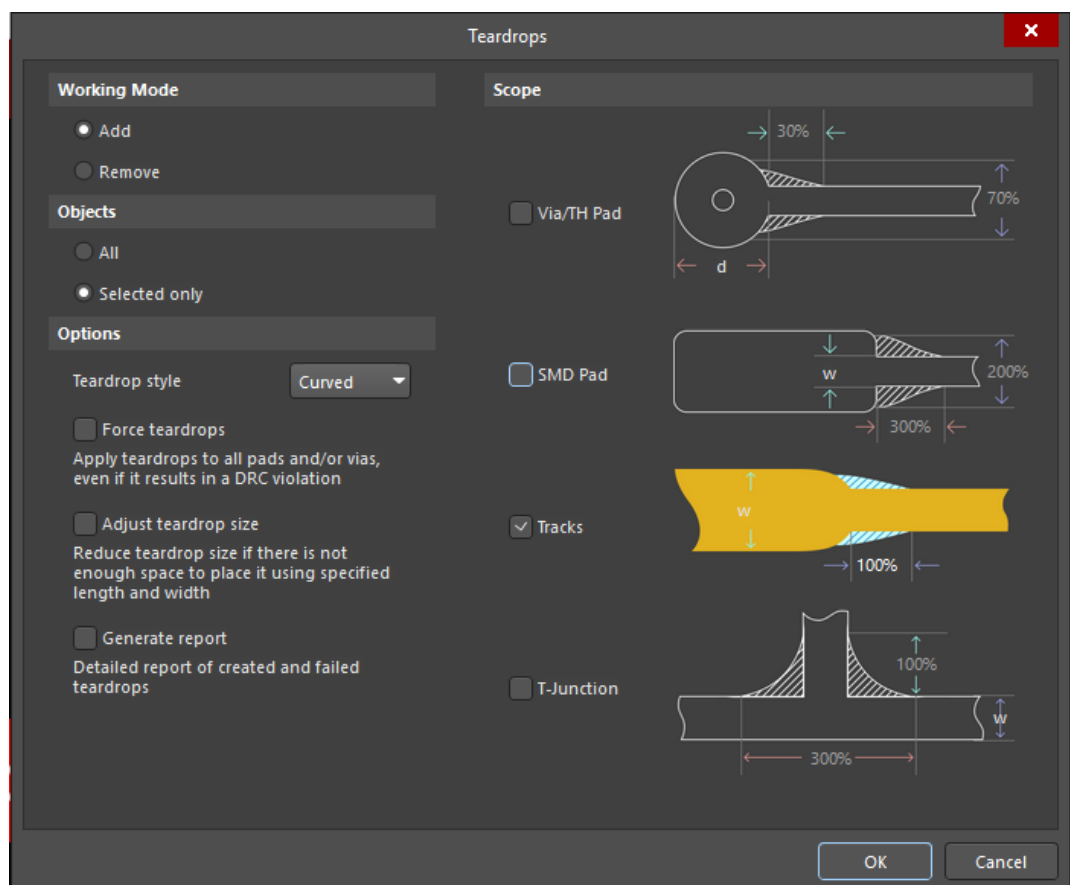 Teardrops
Working Mode
Add
Remove
Objects
All
Selected only
Options
Teardrop style
Curved
Force teardrops
Apply teardrops to all pads and/or vias,
even if it results in a DRC violation
Adjust teardrop size
Reduce teardrop size if there is not
enough space to place it using specified
length and width
Generate report
Detailed report of created and failed
teardrops
Scope
30%
Via/TH Pad
70%
d
SMD Pad
w
200%
300%
Tracks
w
100%
T-Junction
100%
w
300%
OK
Cancel